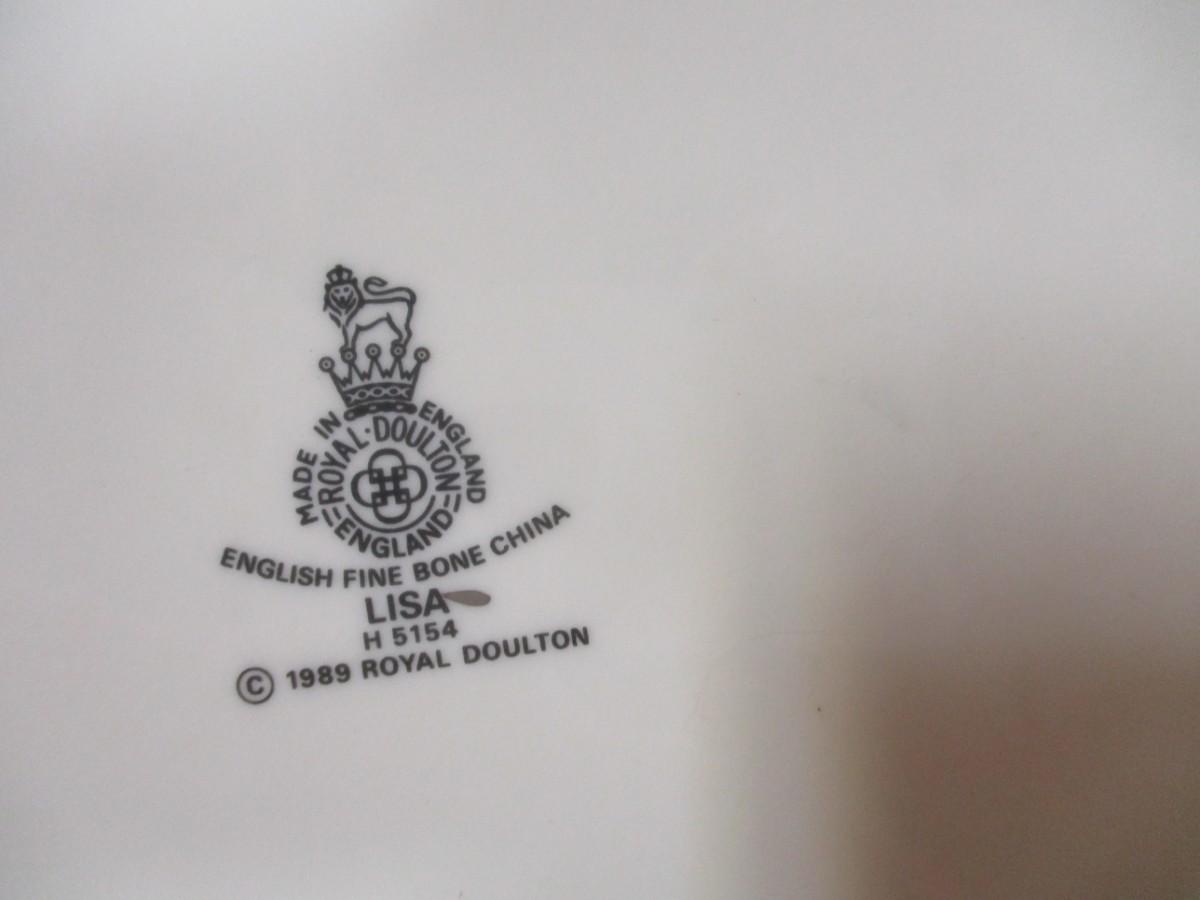 MADE IN ENGLAND
ROYAL·DOULTON
ENGLAND
ENGLISH FINE BONE CHINA
LISA
H 5154
© 1989 ROYAL DOULTON